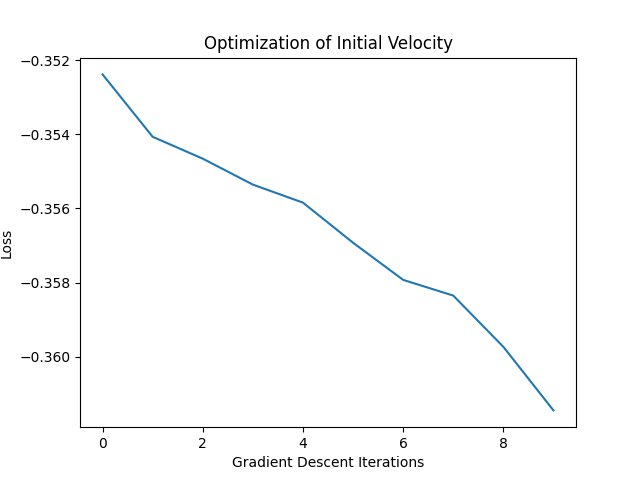 Optimization of Initial Velocity
−0.352
−0.354
−0.356
−0.358
−0.360
Loss
0 2 4 6 8
Gradient Descent Iterations